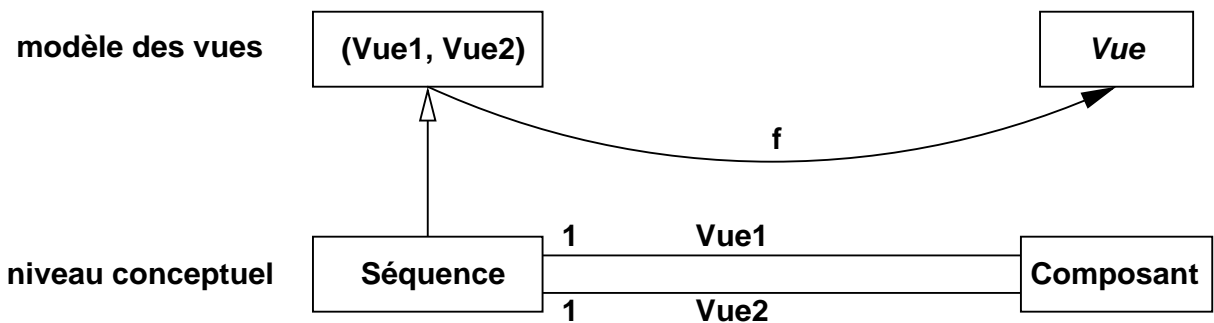 modèle des vues
(Vue1, Vue2)
Vue
f
1 Vue1
niveau conceptuel
Séquence
Composant
1 Vue2